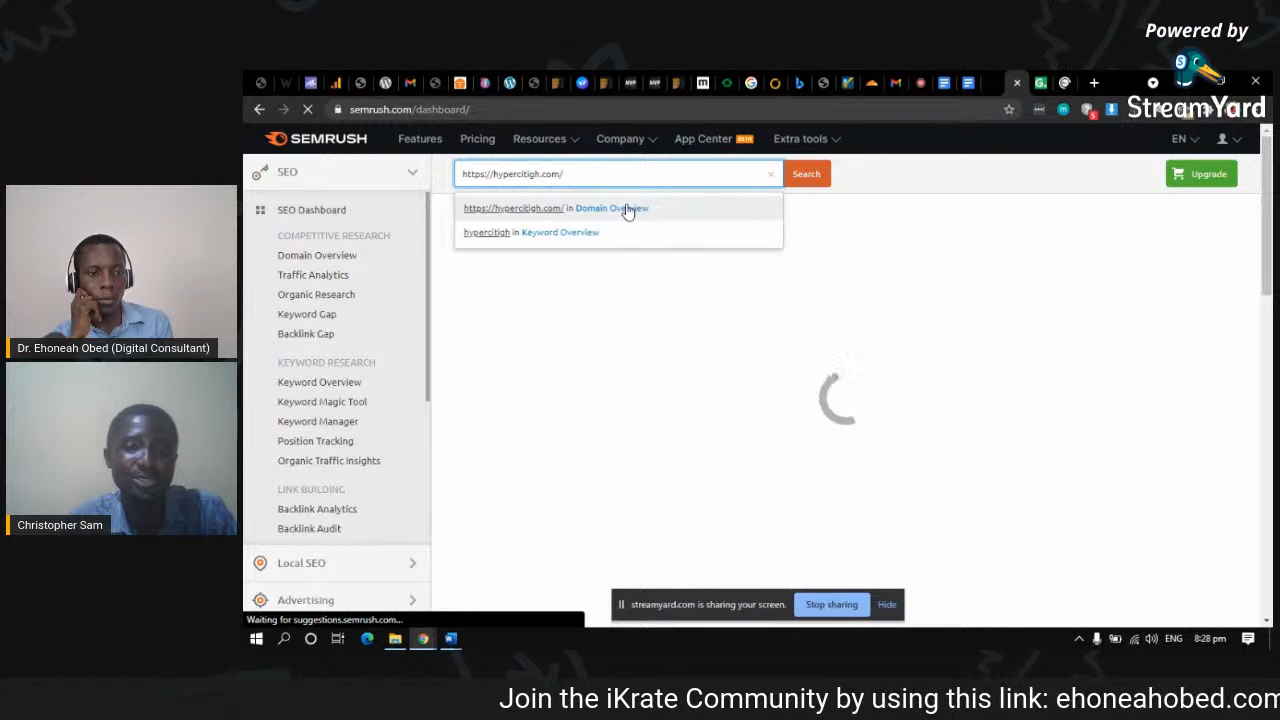 Powered by
StreamYard
semrush.com/dashboard/
SEMRUSH
Features
Pricing
Resources
Company
App Center BETA
Extra tools
EN
SEO
https://hypercitigh.com/
Search
Upgrade
https://hypercitigh.com/ in Domain Overview
hypercitigh in Keyword Overview
SEO Dashboard
COMPETITIVE RESEARCH
Domain Overview
Traffic Analytics
Organic Research
Keyword Gap
Backlink Gap
KEYWORD RESEARCH
Keyword Overview
Keyword Magic Tool
Keyword Manager
Position Tracking
Organic Traffic Insights
LINK BUILDING
Backlink Analytics
Backlink Audit
Local SEO
Advertising
Dr. Ehoneah Obed (Digital Consultant)
Christopher Sam
streamyard.com is sharing your screen.
Stop sharing
Hide
Waiting for suggestions.semrush.com...
ENG
8:28 pm
Join the iKrate Community by using this link: ehoneahobed.com